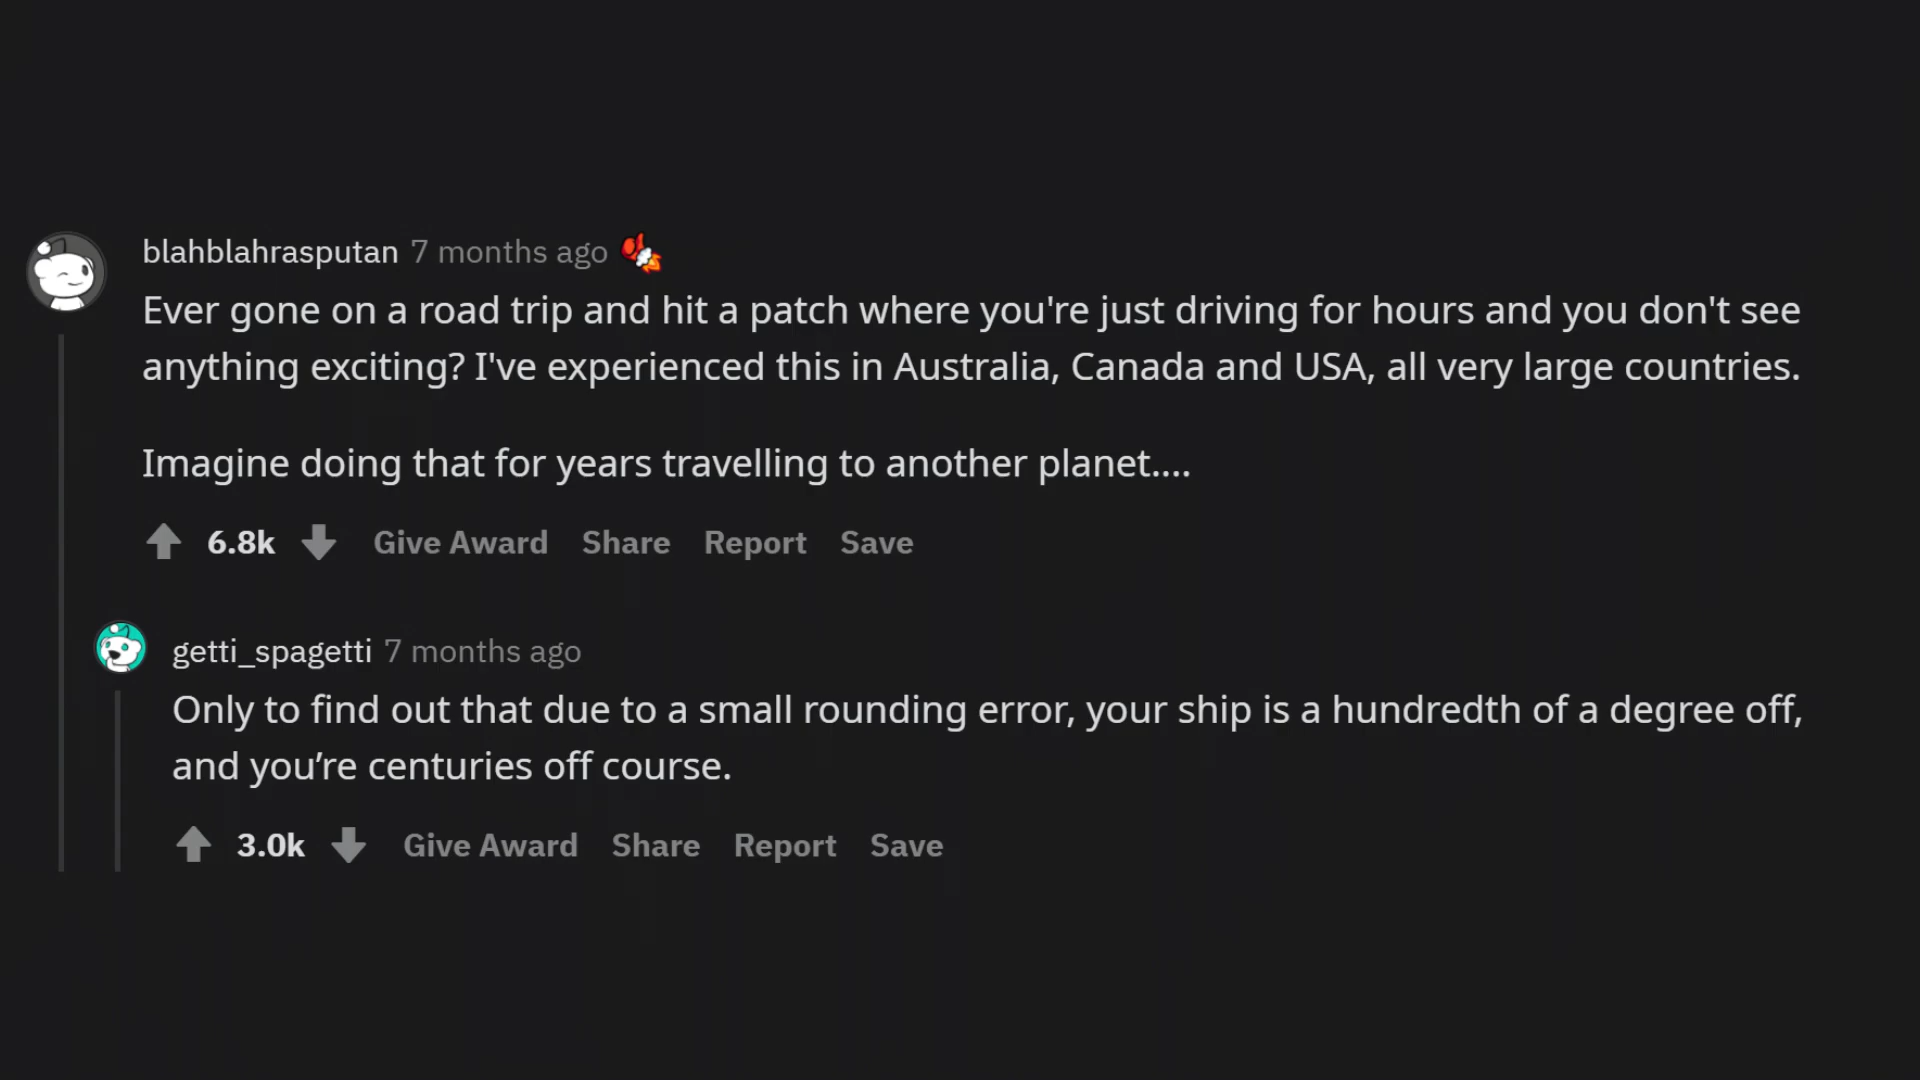 blahblahrasputan 7 months ago
Ever gone on a road trip and hit a patch where you're just driving for hours and you don't see
anything exciting? I've experienced this in Australia, Canada and USA, all very large countries.
Imagine doing that for years travelling to another planet....
6.8k Give Award Share Report Save
getti_spagetti 7 months ago
Only to find out that due to a small rounding error, your ship is a hundredth of a degree off,
and you’re centuries off course.
3.0k Give Award Share Report Save